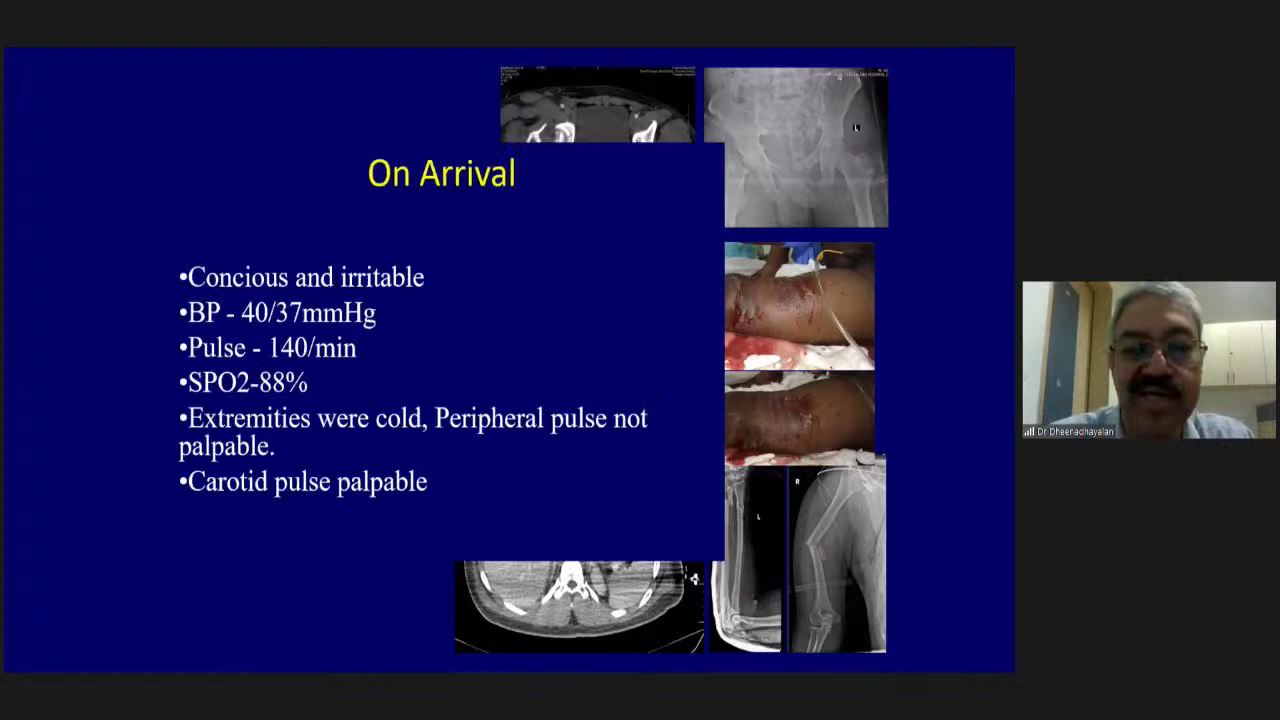 On Arrival
•Concious and irritable
•BP - 40/37mmHg
•Pulse - 140/min
•SPO2-88%
•Extremities were cold, Peripheral pulse not
palpable.
•Carotid pulse palpable
L
L
R
Dr Dheenadhayalan